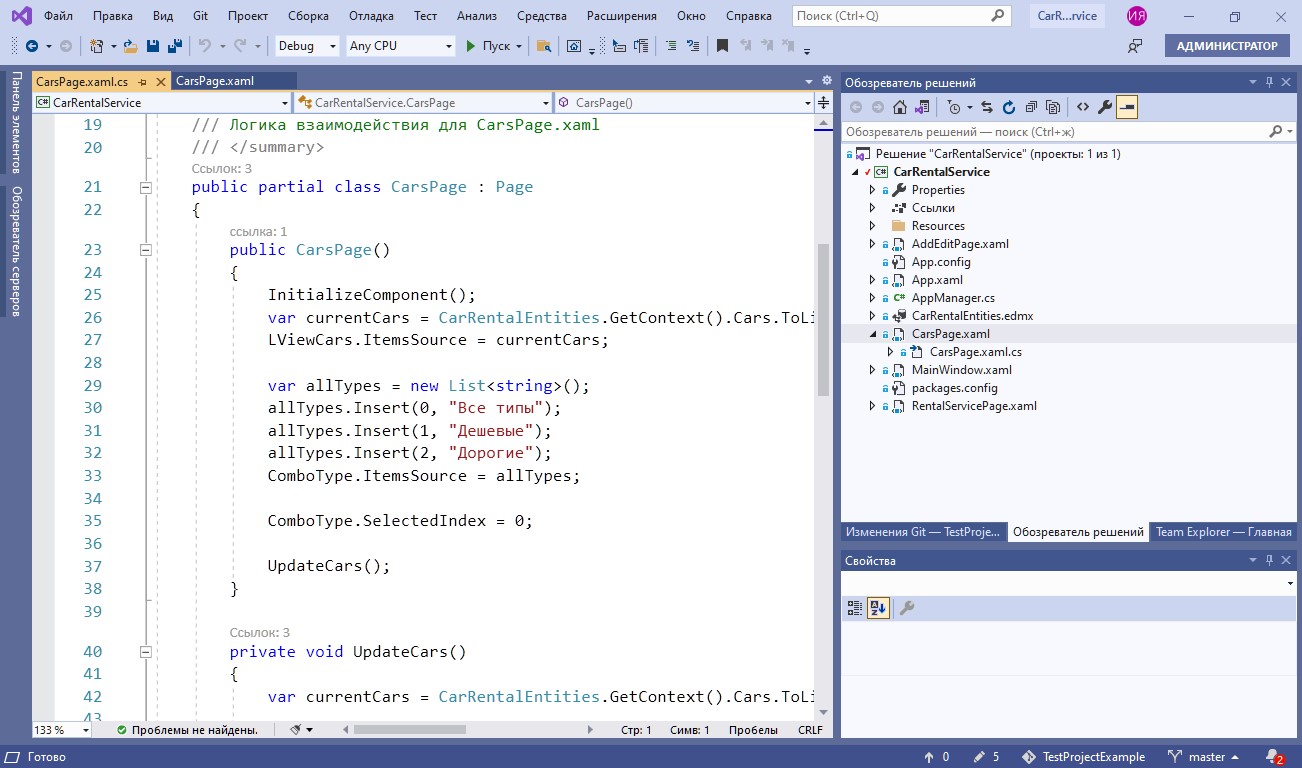 Файл Правка Вид Git Проект Сборка Отладка Тест Анализ Средства Расширения Окно Справка Поиск (Ctrl+Q) CarR...rvice ИЯ
Debug Any CPU Пуск АДМИНИСТРАТОР
Панель элементов
Обозреватель серверов
CarsPage.xaml.cs CarsPage.xaml
CarRentalService CarRentalService.CarsPage CarsPage()
19 /// Логика взаимодействия для CarsPage.xaml
20 /// </summary>
Ссылок: 3
21 public partial class CarsPage : Page
22 {
ссылка: 1
23 public CarsPage()
24 {
25 InitializeComponent();
26 var currentCars = CarRentalEntities.GetContext().Cars.ToLi
27 LViewCars.ItemsSource = currentCars;
28
29 var allTypes = new List<string>();
30 allTypes.Insert(0, "Все типы");
31 allTypes.Insert(1, "Дешевые");
32 allTypes.Insert(2, "Дорогие");
33 ComboType.ItemsSource = allTypes;
34
35 ComboType.SelectedIndex = 0;
36
37 UpdateCars();
38 }
39
Ссылок: 3
40 private void UpdateCars()
41 {
42 var currentCars = CarRentalEntities.GetContext().Cars.ToLi
43
133 % Проблемы не найдены. Стр: 1 Симв: 1 Пробелы CRLF
Обозреватель решений
Обозреватель решений — поиск (Ctrl+ж)
Решение "CarRentalService" (проекты: 1 из 1)
CarRentalService
Properties
Ссылки
Resources
AddEditPage.xaml
App.config
App.xaml
AppManager.cs
CarRentalEntities.edmx
CarsPage.xaml
CarsPage.xaml.cs
MainWindow.xaml
packages.config
RentalServicePage.xaml
Изменения Git — TestProje... Обозреватель решений Team Explorer — Главная
Свойства
Готово 0 5 TestProjectExample master 2